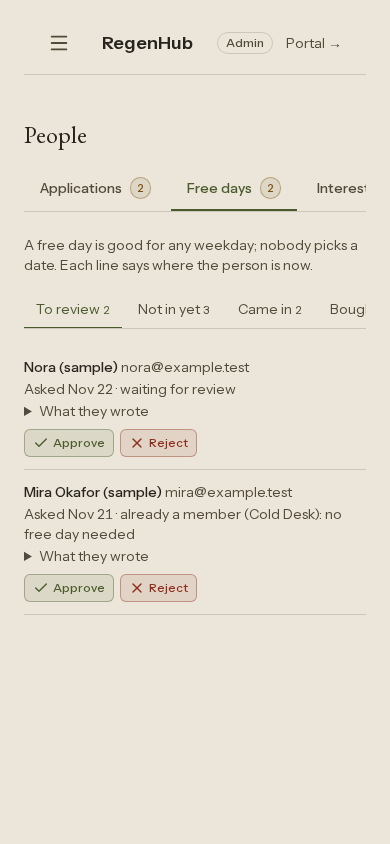 RegenHub Admin Portal →
People
Applications 2 Free days 2 Interest
A free day is good for any weekday; nobody picks a
date. Each line says where the person is now.
To review 2 Not in yet 3 Came in 2 Bough
Nora (sample) nora@example.test
Asked Nov 22 · waiting for review
▶ What they wrote
✓ Approve ✕ Reject
Mira Okafor (sample) mira@example.test
Asked Nov 21 · already a member (Cold Desk): no
free day needed
▶ What they wrote
✓ Approve ✕ Reject